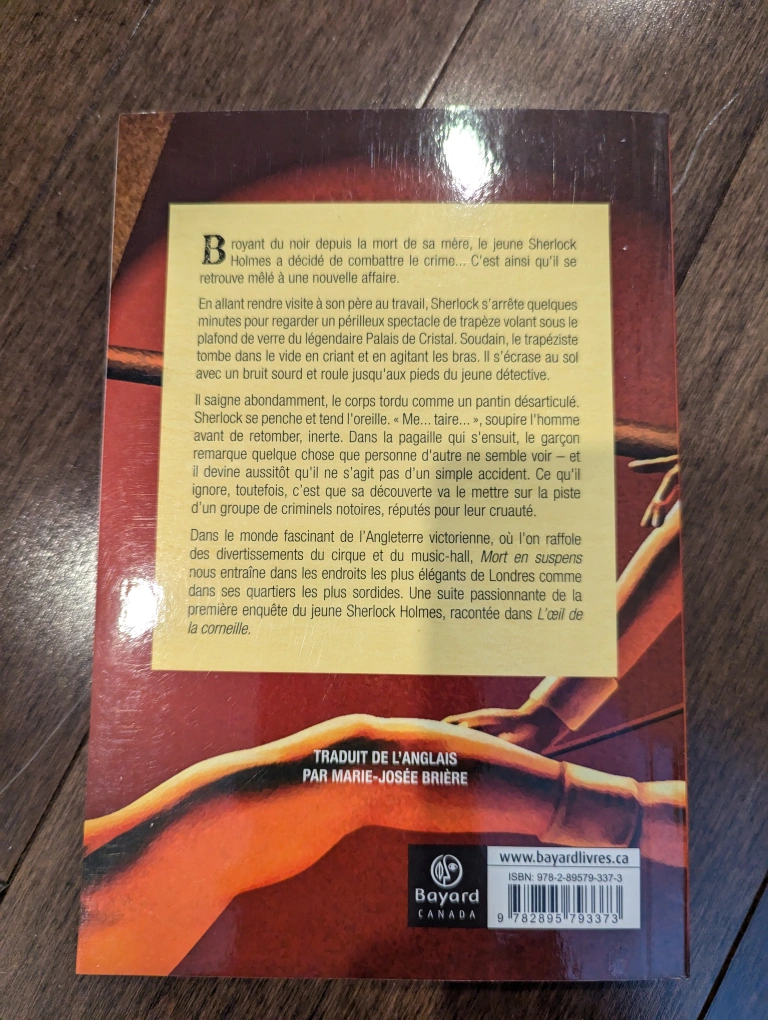 Broyant du noir depuis la mort de sa mère, le jeune Sherlock
Holmes a décidé de combattre le crime... C'est ainsi qu'il se
retrouve mêlé à une nouvelle affaire.
En allant rendre visite à son père au travail, Sherlock s'arrête quelques
minutes pour regarder un périlleux spectacle de trapèze volant sous le
plafond de verre du légendaire Palais de Cristal. Soudain, le trapéziste
tombe dans le vide en criant et en agitant les bras. Il s'écrase au sol
avec un bruit sourd et roule jusqu'aux pieds du jeune détective.
Il saigne abondamment, le corps tordu comme un pantin désarticulé.
Sherlock se penche et tend l'oreille. « Me... taire... », soupire l'homme
avant de retomber, inerte. Dans la pagaille qui s'ensuit, le garçon
remarque quelque chose que personne d'autre ne semble voir – et
il devine aussitôt qu'il ne s'agit pas d'un simple accident. Ce qu'il
ignore, toutefois, c'est que sa découverte va le mettre sur la piste
d'un groupe de criminels notoires, réputés pour leur cruauté.
Dans le monde fascinant de l'Angleterre victorienne, où l'on raffole
des divertissements du cirque et du music-hall, Mort en suspens
nous entraîne dans les endroits les plus élégants de Londres comme
dans ses quartiers les plus sordides. Une suite passionnante de la
première enquête du jeune Sherlock Holmes, racontée dans L'œil de
la corneille.
TRADUIT DE L'ANGLAIS
PAR MARIE-JOSÉE BRIÈRE
Bayard
CANADA
www.bayardlivres.ca
ISBN: 978-2-89579-337-3
9 782895 793373